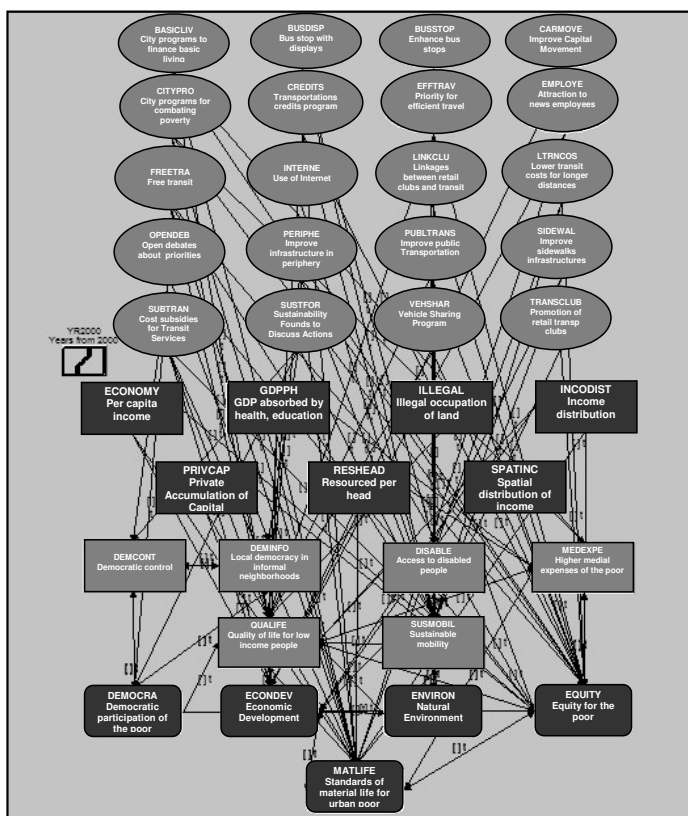 BASICLIV
City programs to
finance basic
living
BUSDISP
Bus stop with
displays
BUSSTOP
Enhance bus
stops
CARMOVE
Improve Capital
Movement
CITYPRO
City programs for
combating
poverty
CREDITS
Transportations
credits program
EFFTRAV
Priority for
efficient travel
EMPLOYE
Attraction to
news employees
FREETRA
Free transit
INTERNE
Use of Internet
LINKCLU
Linkages
between retail
clubs and transit
LTRNCOS
Lower transit
costs for longer
distances
OPENDEB
Open debates
about priorities
PERIPHE
Improve
infrastructure in
periphery
PUBLTRANS
Improve public
Transportation
SIDEWAL
Improve
sidewalks
infrastructures
SUBTRAN
Cost subsidies
for Transit
Services
SUSTFOR
Sustainability
Founds to
Discuss Actions
VEHSHAR
Vehicle Sharing
Program
TRANSCLUB
Promotion of
retail transp
clubs
YR2000
Years from 2000
ECONOMY
Per capita
income
GDPPH
GDP absorbed by
health, education
ILLEGAL
Illegal occupation
of land
INCODIST
Income
distribution
PRIVCAP
Private
Accumulation of
Capital
RESHEAD
Resourced per
head
SPATINC
Spatial
distribution of
income
DEMCONT
Democratic control
DEMINFO
Local democracy in
informal
neighborhoods
DISABLE
Access to disabled
people
MEDEXPE
Higher medial
expenses of the poor
QUALIFE
Quality of life for low
income people
SUSMOBIL
Sustainable
mobility
DEMOCRA
Democratic
participation of
the poor
ECONDEV
Economic
Development
ENVIRON
Natural
Environment
EQUITY
Equity for the
poor
MATLIFE
Standards of
material life for
urban poor